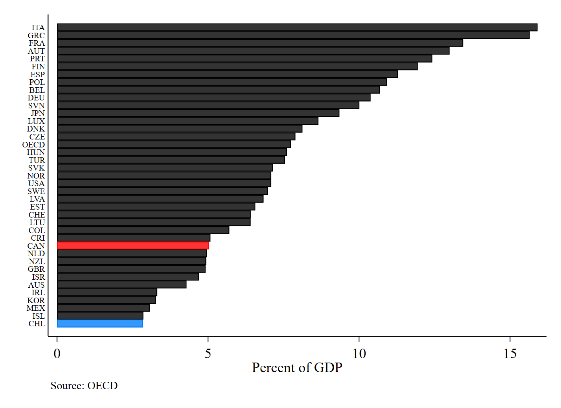 ITA
GRC
FRA
AUT
PRT
FIN
ESP
POL
BEL
DEU
SVN
JPN
LUX
DNK
CZE
OECD
HUN
TUR
SVK
NOR
USA
SWE
LVA
EST
CHE
LTU
COL
CRI
CAN
NLD
NZL
GBR
ISR
AUS
IRL
KOR
MEX
ISL
CHL
0 5 10 15
Percent of GDP
Source: OECD